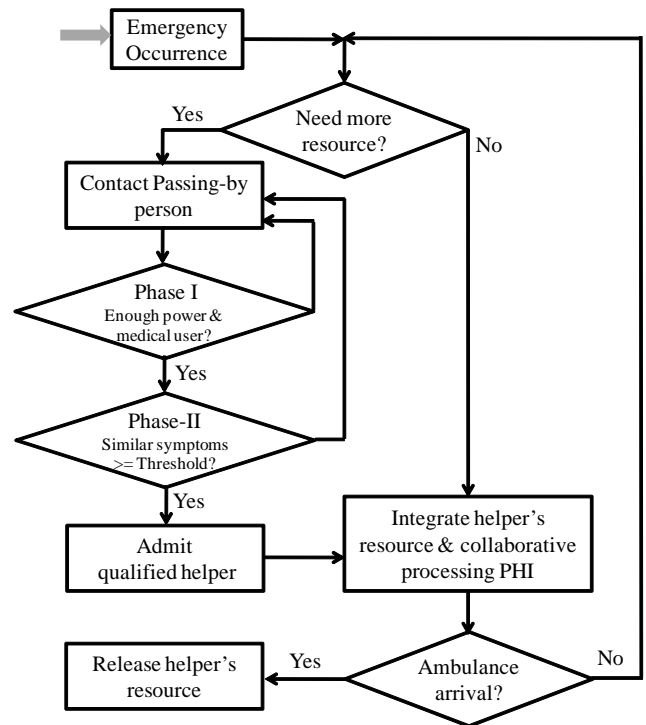 Emergency
Occurrence
Need more
resource?
Yes
No
Contact Passing-by
person
Phase I
Enough power &
medical user?
Yes
Phase-II
Similar symptoms
>= Threshold?
Yes
Admit
qualified helper
Integrate helper's
resource & collaborative
processing PHI
Ambulance
arrival?
Yes
No
Release helper's
resource